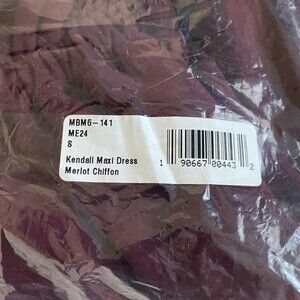 MBM6-141
ME24
S
Kendall Maxi Dress
Merlot Chiffon
1 90667 00443 2